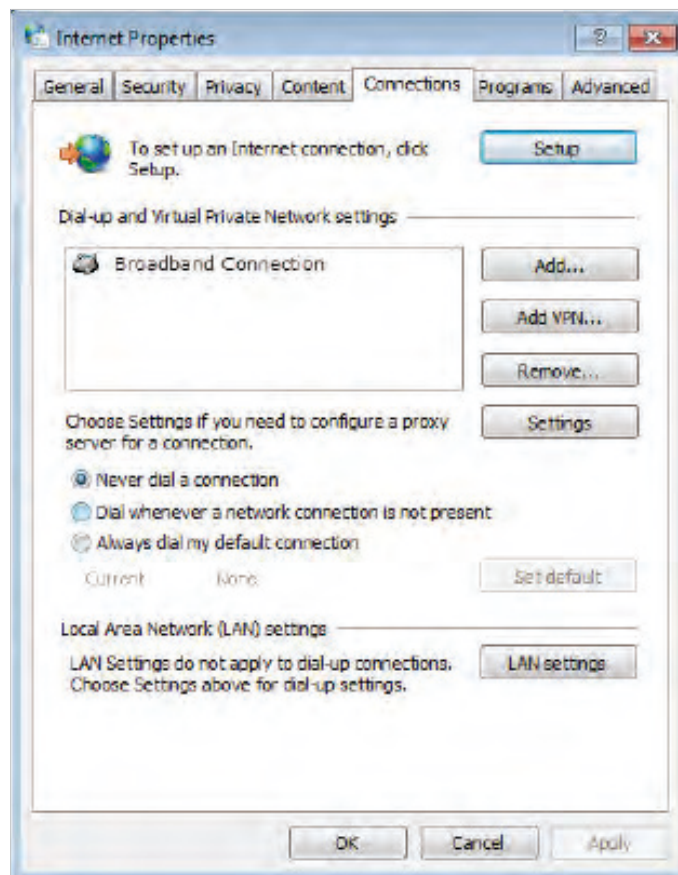 Internet Properties
General Security Privacy Content Connections Programs Advanced
To set up an Internet connection, click
Setup.
Setup
Dial-up and Virtual Private Network settings
Broadband Connection
Add...
Add VPN...
Remove...
Choose Settings if you need to configure a proxy
server for a connection.
Settings
Never dial a connection
Dial whenever a network connection is not present
Always dial my default connection
Current None
Set default
Local Area Network (LAN) settings
LAN Settings do not apply to dial-up connections.
Choose Settings above for dial-up settings.
LAN settings
OK Cancel Apply